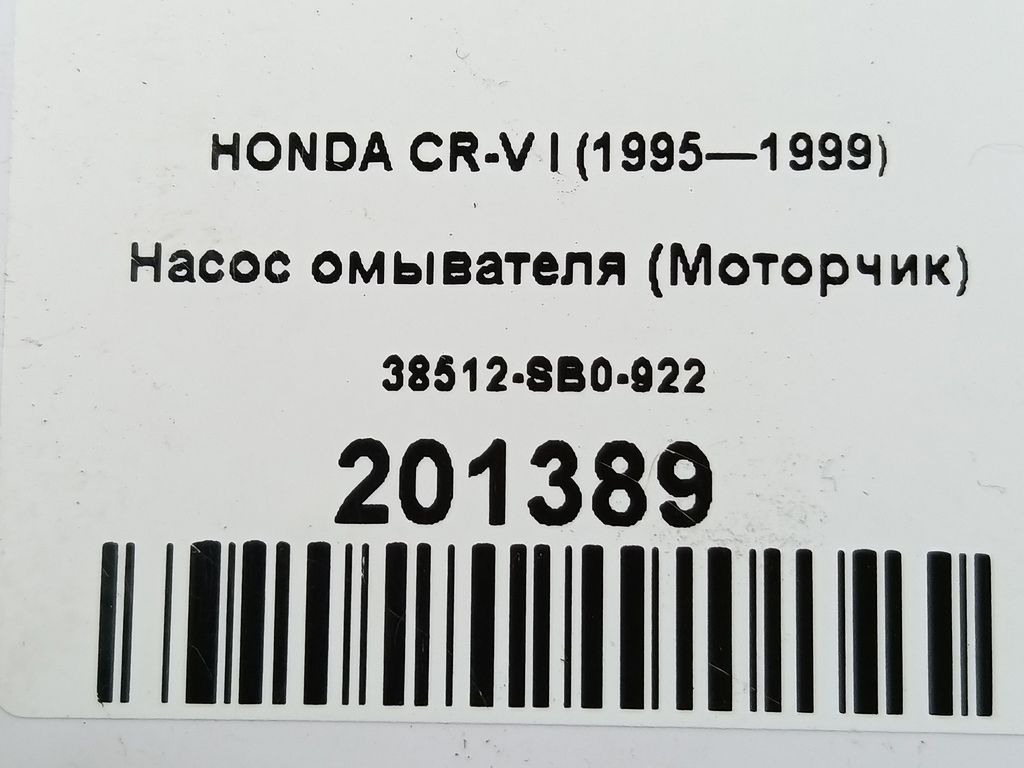 HONDA CR-V I (1995—1999)
Насос омывателя (Моторчик)
38512-SB0-922
201389